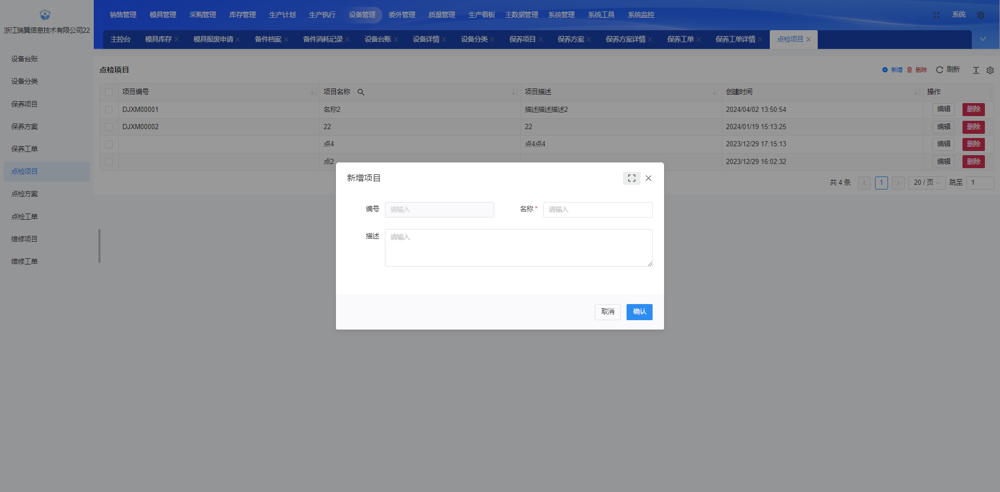 浙江瑞翼信息技术有限公司22
销售管理 模具管理 采购管理 库存管理 生产计划 生产执行 设备管理 委外管理 质量管理 生产看板 主数据管理 系统管理 系统工具 系统监控 系统
主控台 模具库存 模具报废申请 备件档案 备件消耗记录 设备台账 设备详情 设备分类 保养项目 保养方案 保养方案详情 保养工单 保养工单详情 点检项目
设备台账
设备分类
保养项目
保养方案
保养工单
点检项目
点检方案
点检工单
维修项目
维修工单
点检项目 新增 删除 刷新
项目编号 项目名称 项目描述 创建时间 操作
DJXM00001 名称2 描述描述描述2 2024/04/02 13:50:54 编辑 删除
DJXM00002 22 22 2024/01/19 15:13:25 编辑 删除
点4 点4点4 2023/12/29 17:15:13 编辑 删除
点2 2023/12/29 16:02:32 编辑 删除
共 4 条 1 20 / 页 跳至 1
新增项目
编号 请输入 名称 * 请输入
描述 请输入
取消 确认